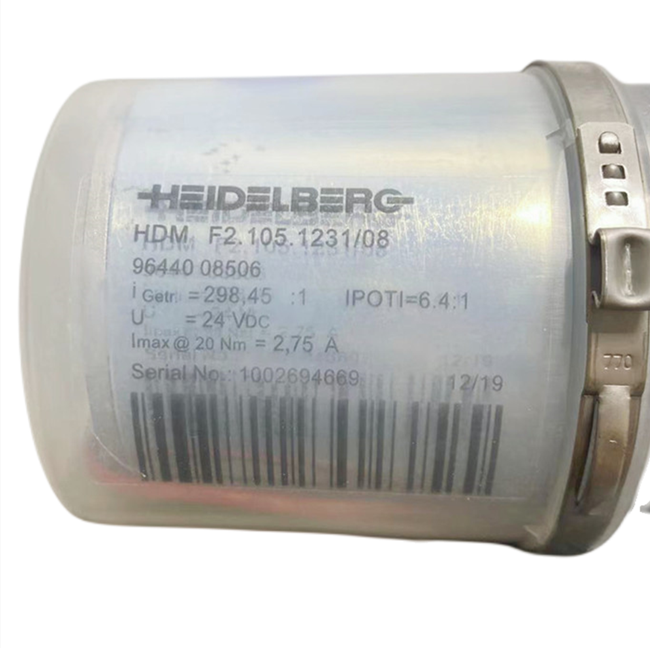 HEIDELBERG
HDM F2.105.1231/08
96440 08506
i Getr. = 298,45 :1 IPOTI=6.4:1
U = 24 VDC
Imax @ 20 Nm = 2,75 A
Serial No.: 1002694669 12/19
770